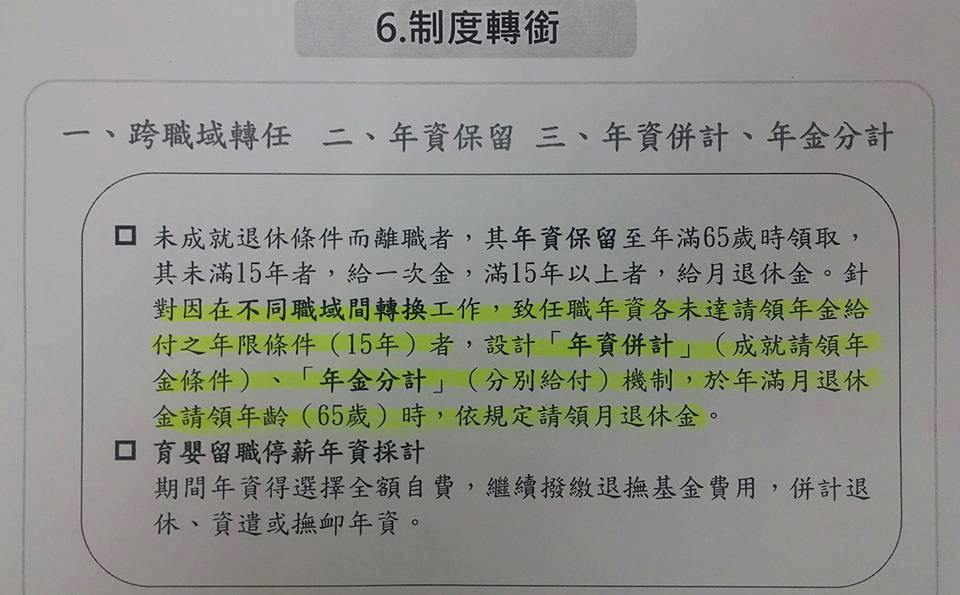 6.制度轉銜
一、跨職域轉任 二、年資保留 三、年資併計、年金分計
□ 未成就退休條件而離職者，其年資保留至年滿65歲時領取，
其未滿15年者，給一次金，滿15年以上者，給月退休金。針
對因在不同職域間轉換工作，致任職年資各未達請領年金給
付之年限條件（15年）者，設計「年資併計」（成就請領年
金條件）、「年金分計」（分別給付）機制，於年滿月退休
金請領年齡（65歲）時，依規定請領月退休金。
□ 育嬰留職停薪年資採計
期間年資得選擇全額自費，繼續撥繳退撫基金費用，併計退
休、資遣或撫卹年資。